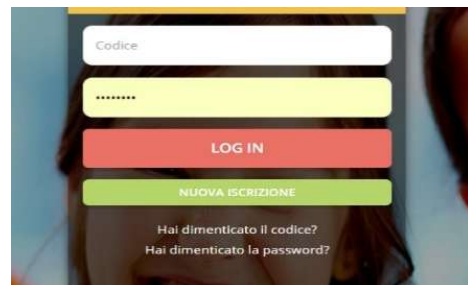 Codice
••••••••
LOG IN
NUOVA ISCRIZIONE
Hai dimenticato il codice?
Hai dimenticato la password?